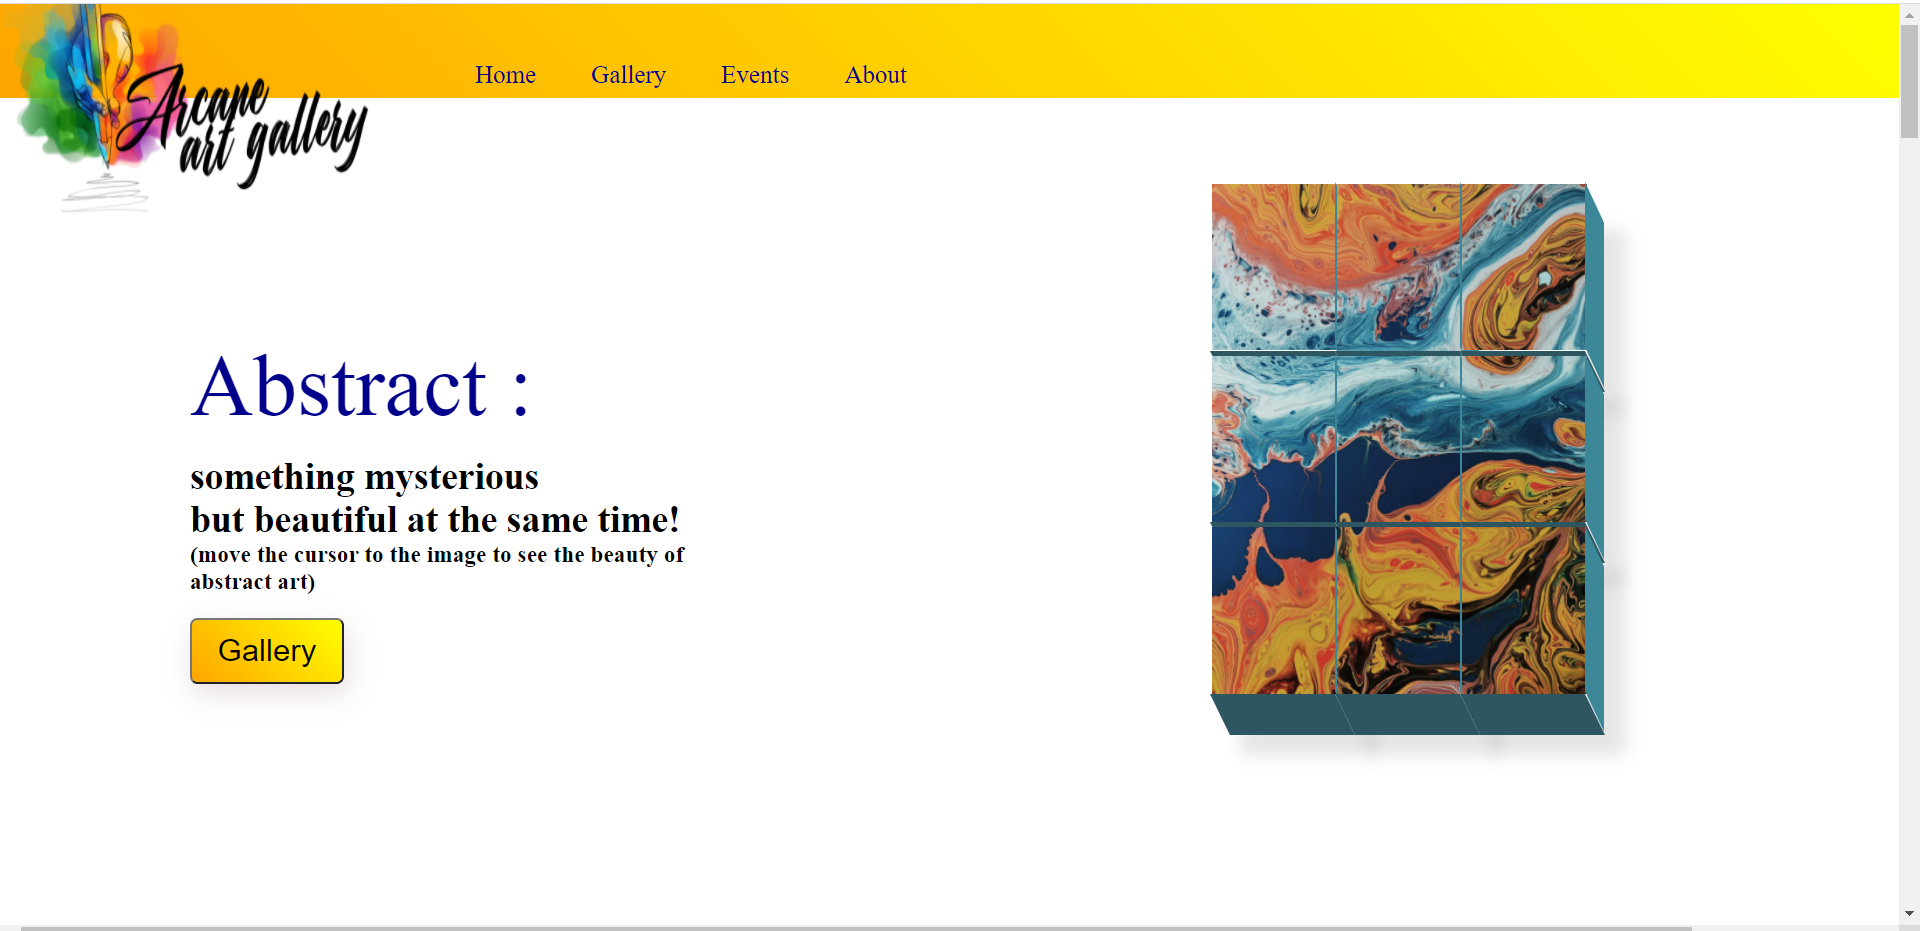 Arcane
art gallery
Home Gallery Events About
Abstract :
something mysterious
but beautiful at the same time!
(move the cursor to the image to see the beauty of
abstract art)
Gallery